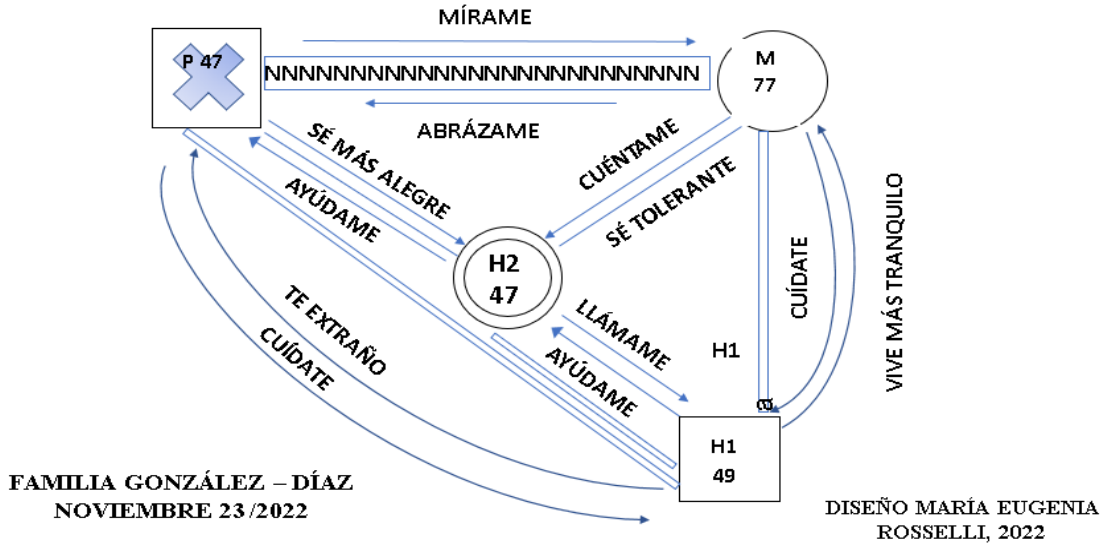 MÍRAME
P 47
M
77
NNNNNNNNNNNNNNNNNNNNNNNNNN
ABRÁZAME
SÉ MÁS ALEGRE
AYÚDAME
CUÉNTAME
SÉ TOLERANTE
H2
47
CUÍDATE
VIVE MÁS TRANQUILO
TE EXTRAÑO
CUÍDATE
LLÁMAME
AYÚDAME
H1
a
H1
49
FAMILIA GONZÁLEZ – DÍAZ
NOVIEMBRE 23 /2022
DISEÑO MARÍA EUGENIA
ROSSELLI, 2022